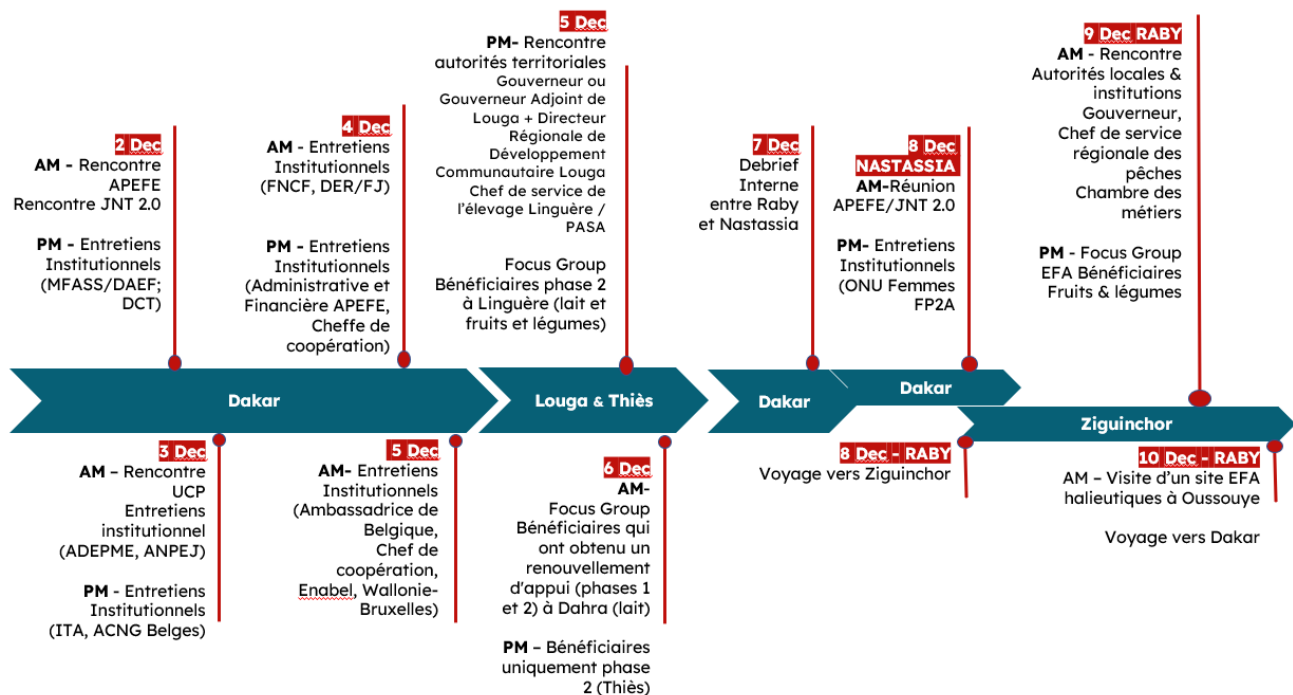 2 Dec
AM - Rencontre
APEFE
Rencontre JNT 2.0
PM - Entretiens
Institutionnels
(MFASS/DAEF;
DCT)
4 Dec
AM - Entretiens
Institutionnels
(FNCF, DER/FJ)
PM - Entretiens
Institutionnels
(Administrative et
Financière APEFE,
Cheffe de
coopération)
5 Dec
PM- Rencontre
autorités territoriales
Gouverneur ou
Gouverneur Adjoint de
Louga + Directeur
Régionale de
Développement
Communautaire Louga
Chef de service de
l'élevage Linguère /
PASA
Focus Group
Bénéficiaires phase 2
à Linguère (lait et
fruits et légumes)
7 Dec
Debrief
Interne
entre Raby
et Nastassia
8 Dec
NASTASSIA
AM-Réunion
APEFE/JNT 2.0
PM- Entretiens
Institutionnels
(ONU Femmes
FP2A
9 Dec RABY
AM - Rencontre
Autorités locales &
institutions
Gouverneur,
Chef de service
régionale des
pêches
Chambre des
métiers
PM - Focus Group
EFA Bénéficiaires
Fruits & légumes
Dakar
Louga & Thiès
Dakar
Dakar
Ziguinchor
3 Dec
AM – Rencontre
UCP
Entretiens
institutionnel
(ADEPME, ANPEJ)
PM - Entretiens
Institutionnels
(ITA, ACNG Belges)
5 Dec
AM- Entretiens
Institutionnels
(Ambassadrice de
Belgique,
Chef de
coopération,
Enabel, Wallonie-
Bruxelles)
6 Dec
AM-
Focus Group
Bénéficiaires qui
ont obtenu un
renouvellement
d'appui (phases 1
et 2) à Dahra (lait)
PM – Bénéficiaires
uniquement phase
2 (Thiès)
8 Dec - RABY
Voyage vers Ziguinchor
10 Dec - RABY
AM – Visite d'un site EFA
halieutiques à Oussouye
Voyage vers Dakar